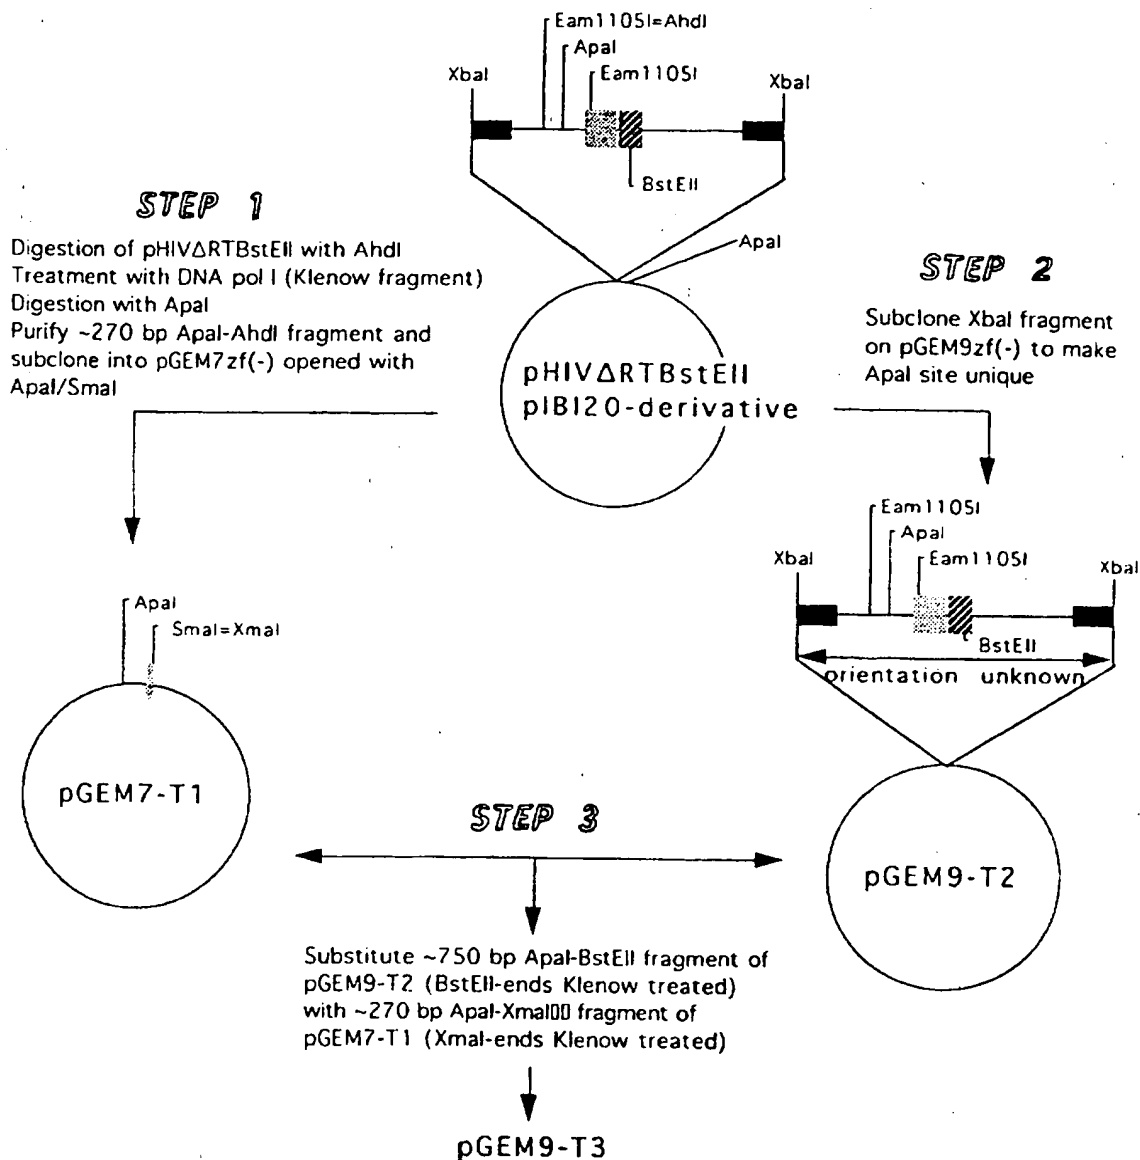 Eam1105I=AhdI
ApaI
Eam1105I
XbaI
XbaI
BstEII
ApaI
STEP 1
Digestion of pHIVΔRTBstEII with AhdI
Treatment with DNA pol I (Klenow fragment)
Digestion with ApaI
Purify ~270 bp ApaI-AhdI fragment and
subclone into pGEM7zf(-) opened with
ApaI/SmaI
pHIVΔRTBstEII
pIBI20-derivative
STEP 2
Subclone XbaI fragment
on pGEM9zf(-) to make
ApaI site unique
Eam1105I
ApaI
Eam1105I
XbaI
XbaI
BstEII
orientation unknown
ApaI
SmaI=XmaI
pGEM7-T1
pGEM9-T2
STEP 3
Substitute ~750 bp ApaI-BstEII fragment of
pGEM9-T2 (BstEII-ends Klenow treated)
with ~270 bp ApaI-XmaI▯▯ fragment of
pGEM7-T1 (XmaI-ends Klenow treated)
pGEM9-T3